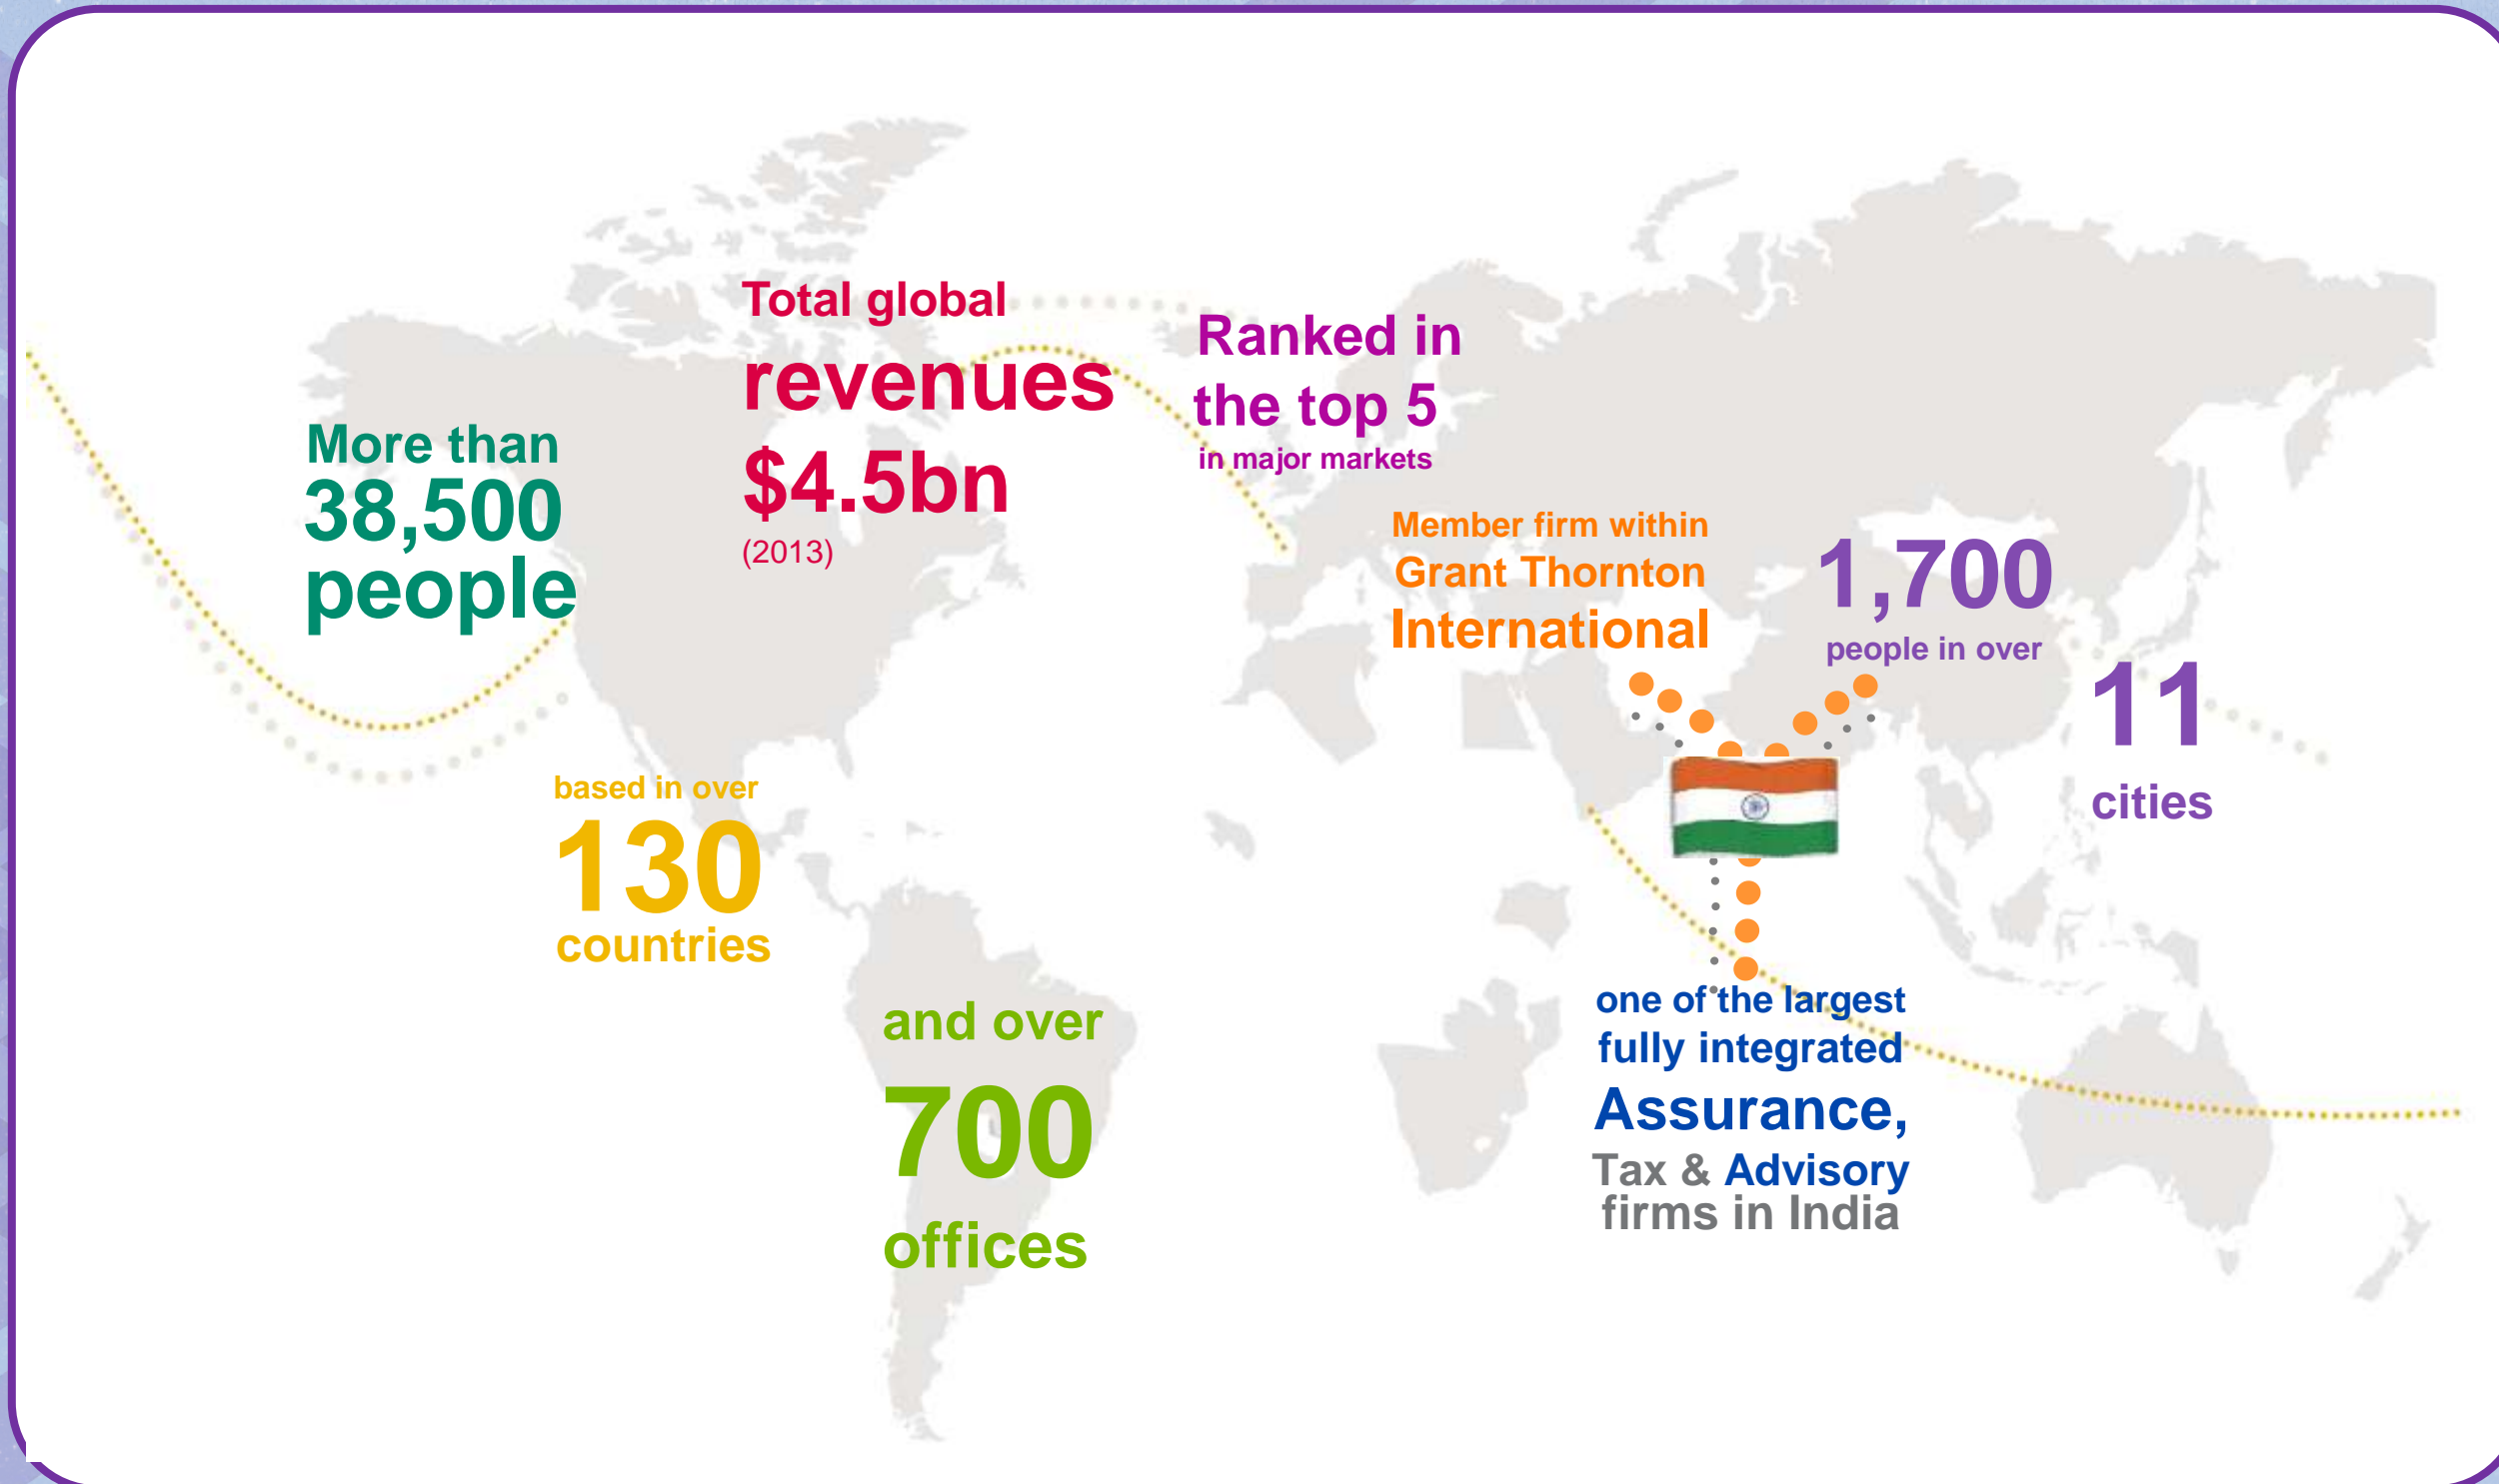 More than
38,500
people
Total global
revenues
$4.5bn
(2013)
Ranked in
the top 5
in major markets
based in over
130
countries
and over
700
offices
Member firm within
Grant Thornton
International
1,700
people in over
11
cities
one of the largest
fully integrated
Assurance,
Tax & Advisory
firms in India